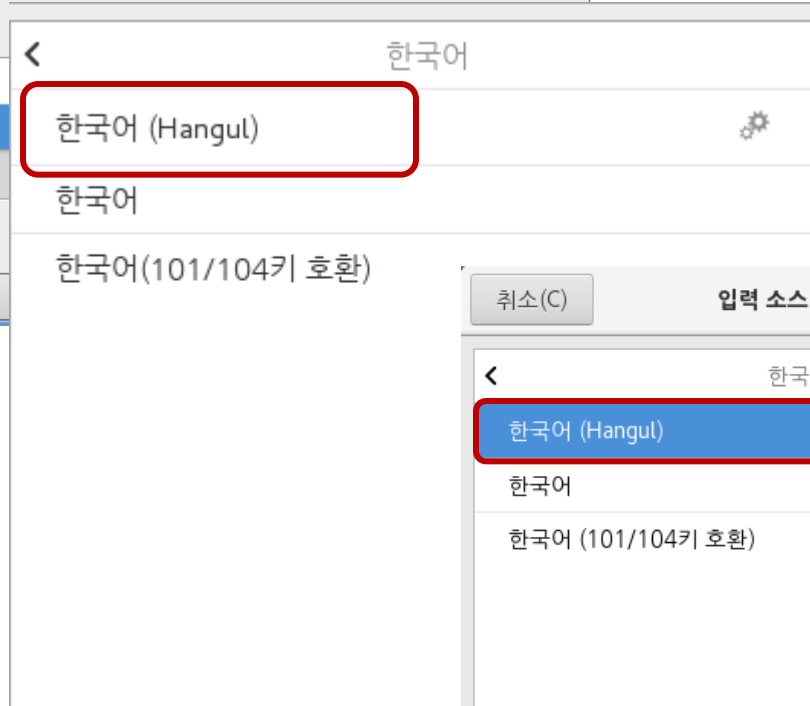 한국어
한국어 (Hangul)
한국어
한국어(101/104키 호환)
취소(C)
입력 소스
한국
한국어 (Hangul)
한국어
한국어 (101/104키 호환)